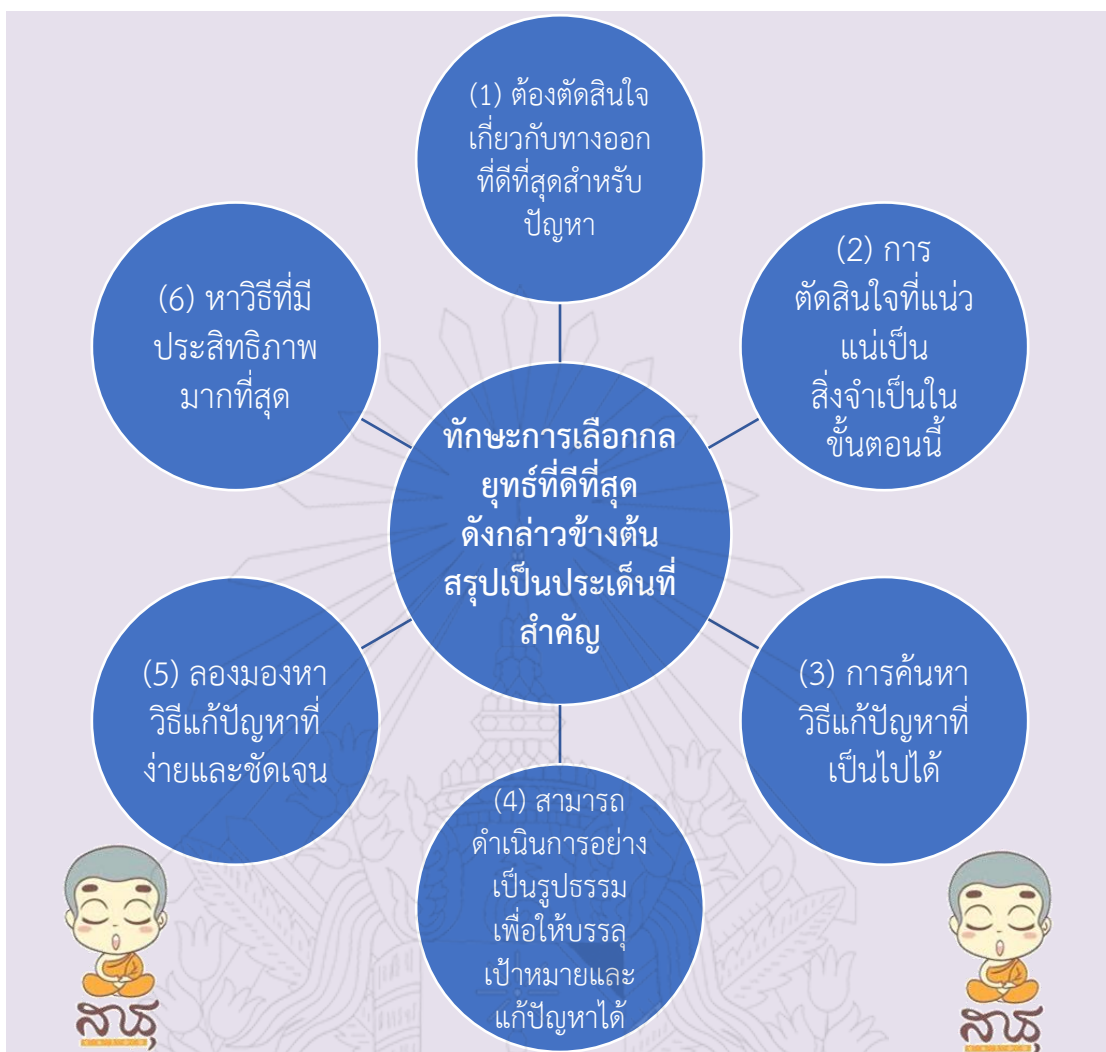 (1) ต้องตัดสินใจ
เกี่ยวกับทางออก
ที่ดีที่สุดสำหรับ
ปัญหา
(2) การ
ตัดสินใจที่แน่ว
แน่เป็น
สิ่งจำเป็นใน
ขั้นตอนนี้
(3) การค้นหา
วิธีแก้ปัญหาที่
เป็นไปได้
(4) สามารถ
ดำเนินการอย่าง
เป็นรูปธรรม
เพื่อให้บรรลุ
เป้าหมายและ
แก้ปัญหาได้
(5) ลองมองหา
วิธีแก้ปัญหาที่
ง่ายและชัดเจน
(6) หาวิธีที่มี
ประสิทธิภาพ
มากที่สุด
ทักษะการเลือกกล
ยุทธ์ที่ดีที่สุด
ดังกล่าวข้างต้น
สรุปเป็นประเด็นที่
สำคัญ
สาธุ
สาธุ